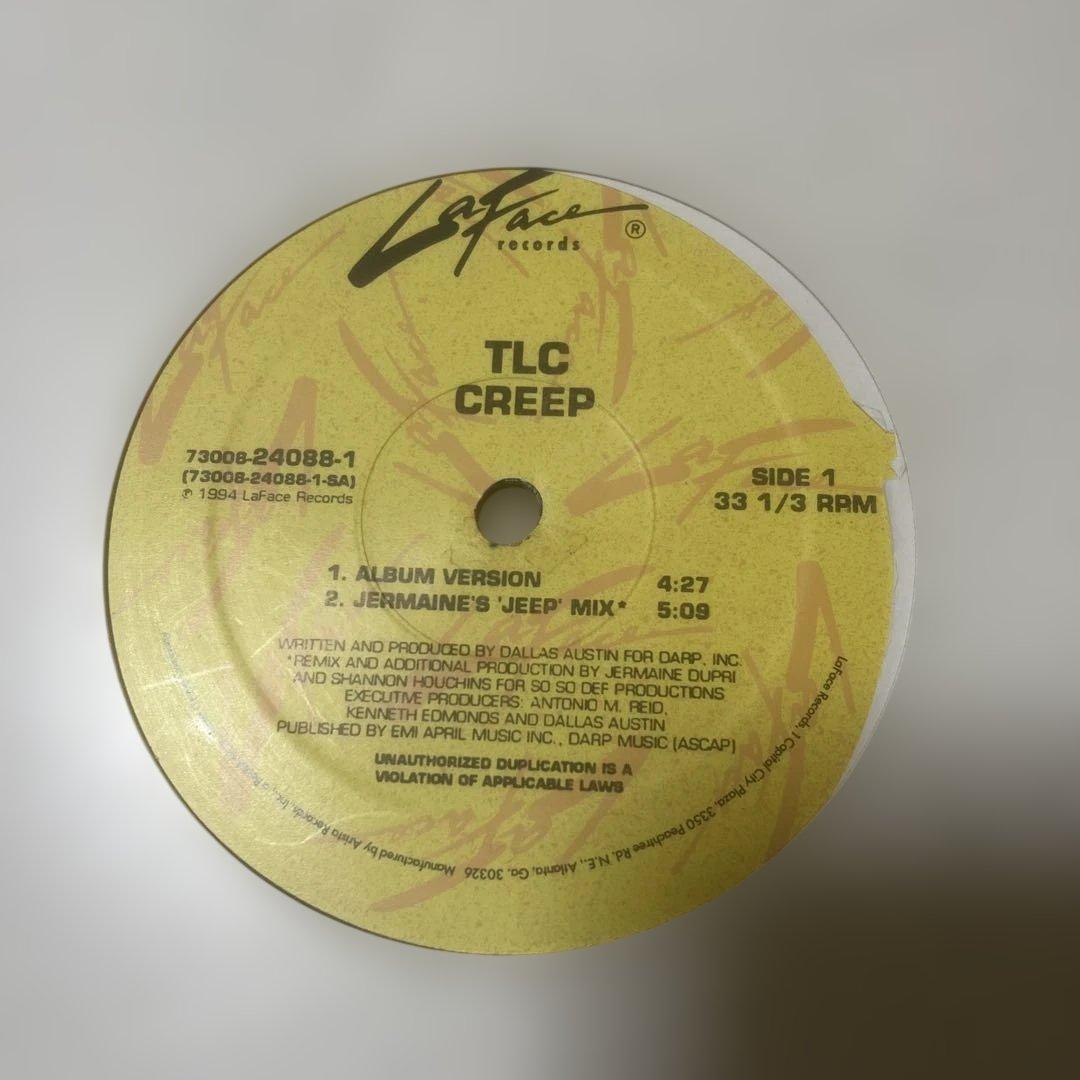 LaFace
records ®
TLC
CREEP
73008-24088-1
(73008-24088-1-SA)
℗ 1994 LaFace Records
SIDE 1
33 1/3 RPM
1. ALBUM VERSION 4:27
2. JERMAINE'S 'JEEP' MIX* 5:09
WRITTEN AND PRODUCED BY DALLAS AUSTIN FOR DARP, INC.
*REMIX AND ADDITIONAL PRODUCTION BY JERMAINE DUPRI
AND SHANNON HOUCHINS FOR SO SO DEF PRODUCTIONS
EXECUTIVE PRODUCERS: ANTONIO M. REID,
KENNETH EDMONDS AND DALLAS AUSTIN
PUBLISHED BY EMI APRIL MUSIC INC., DARP MUSIC (ASCAP)
UNAUTHORIZED DUPLICATION IS A
VIOLATION OF APPLICABLE LAWS
LaFace Records, 1 Capital City Plaza, 3350 Peachtree Rd. N.E., Atlanta, Ga. 30326 Manufactured by Arista Records, Inc.,